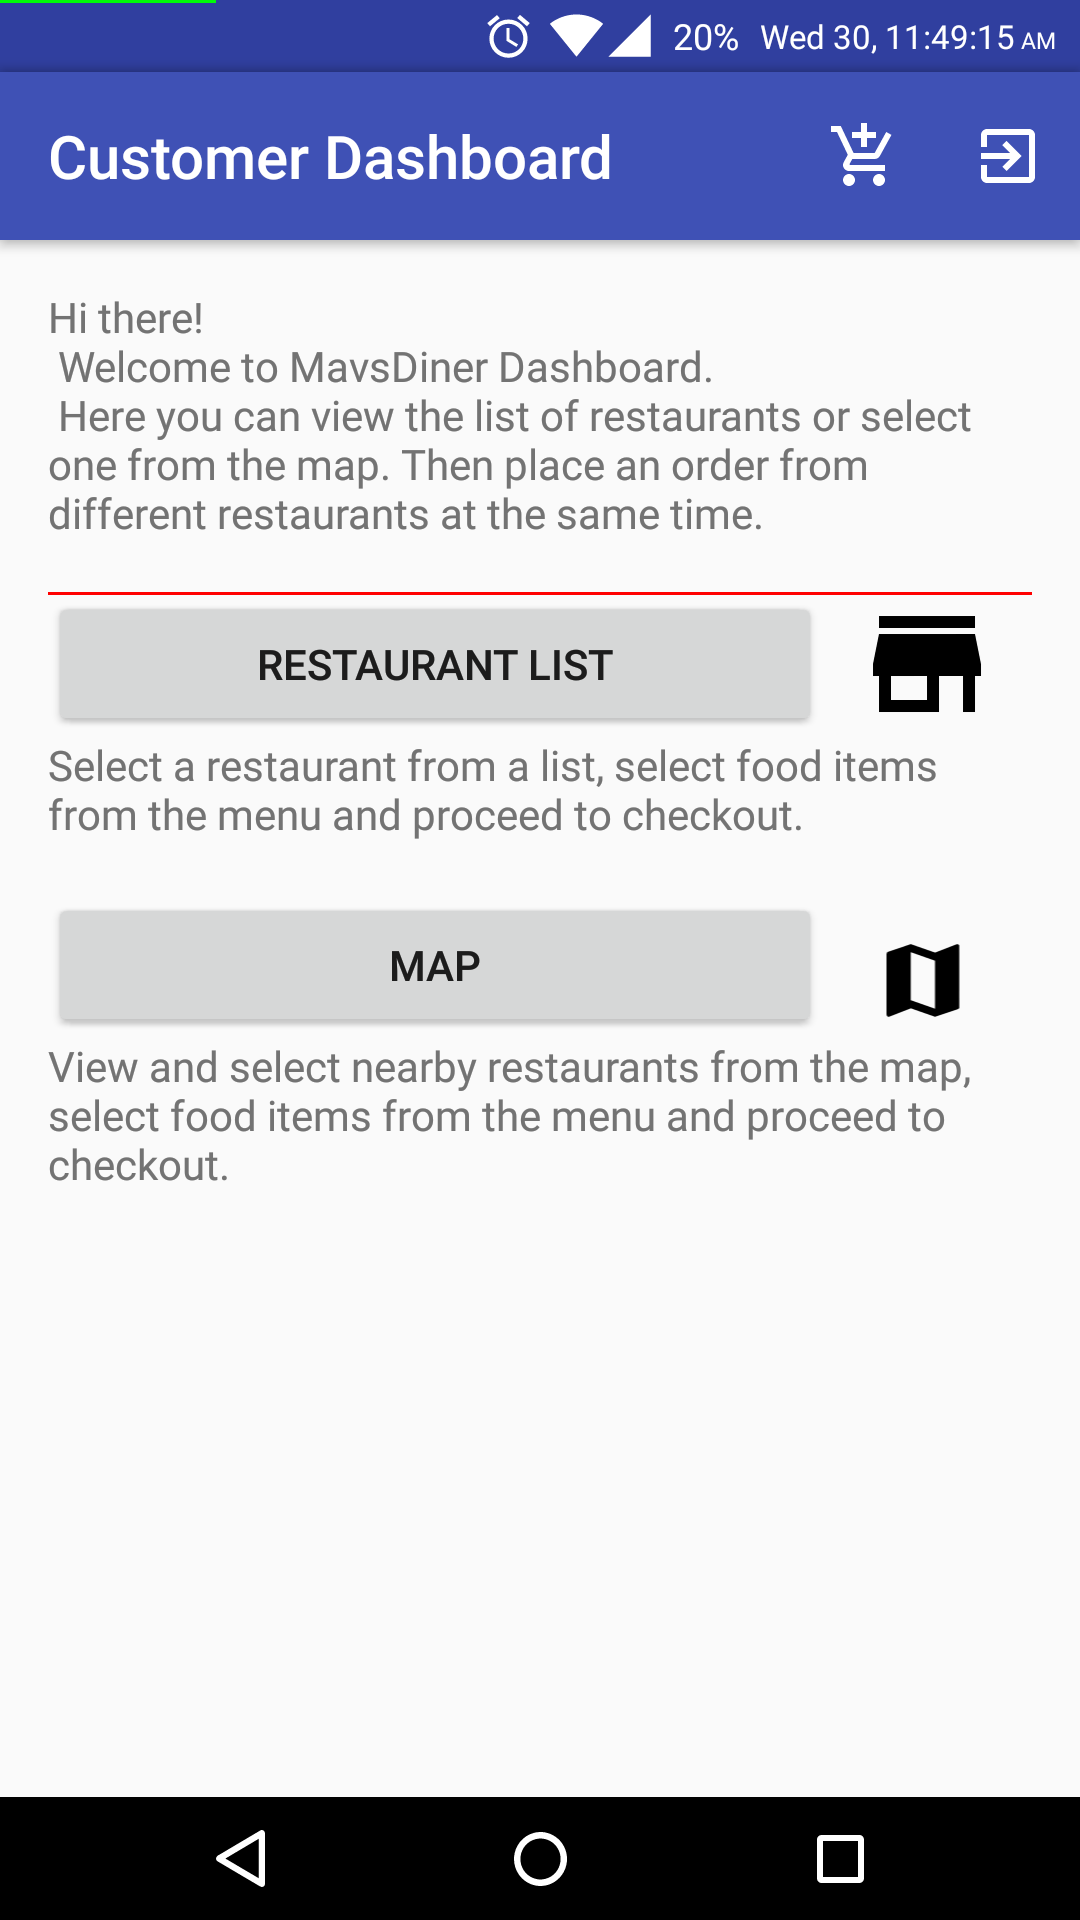 20% Wed 30, 11:49:15 AM
Customer Dashboard
Hi there!
Welcome to MavsDiner Dashboard.
Here you can view the list of restaurants or select
one from the map. Then place an order from
different restaurants at the same time.
RESTAURANT LIST
Select a restaurant from a list, select food items
from the menu and proceed to checkout.
MAP
View and select nearby restaurants from the map,
select food items from the menu and proceed to
checkout.